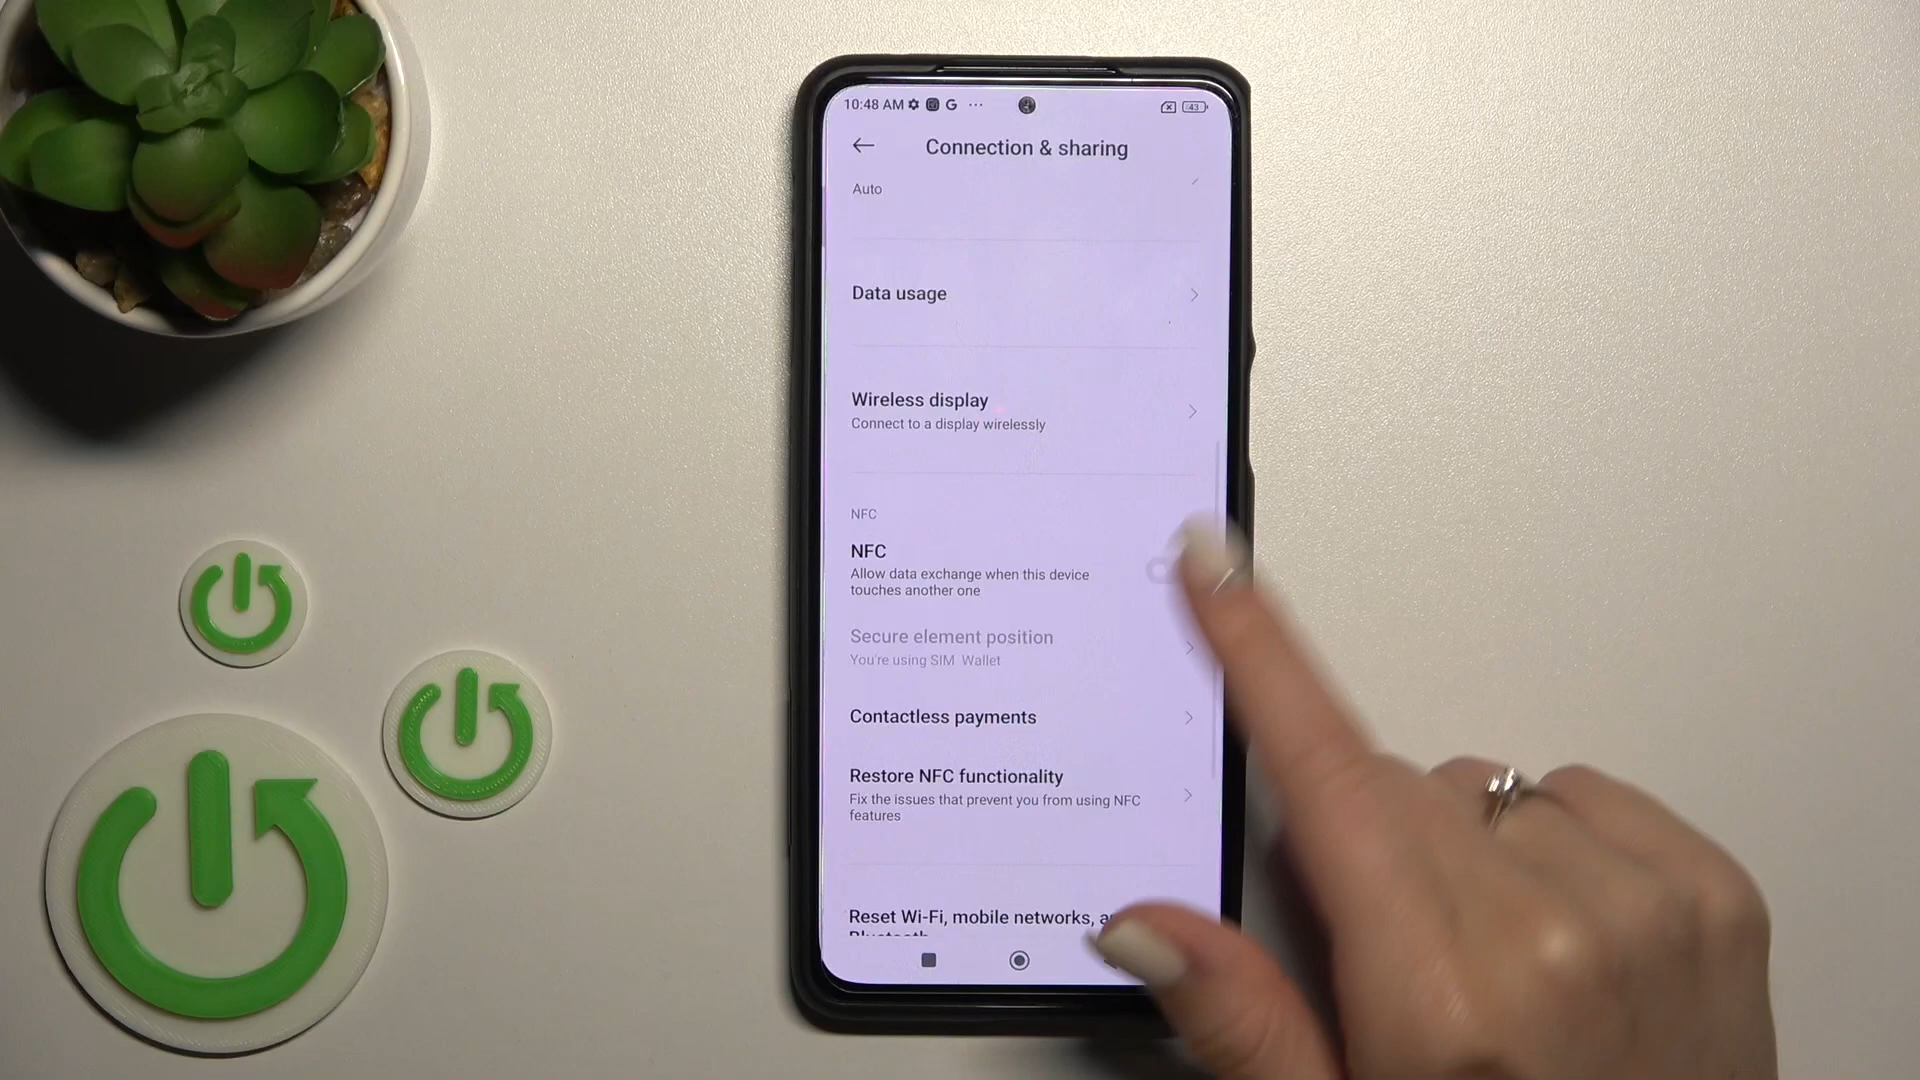 10:48 AM G ... 43
Connection & sharing
Auto
Data usage
Wireless display
Connect to a display wirelessly
NFC
NFC
Allow data exchange when this device
touches another one
Secure element position
You're using SIM Wallet
Contactless payments
Restore NFC functionality
Fix the issues that prevent you from using NFC
features
Reset Wi-Fi, mobile networks,